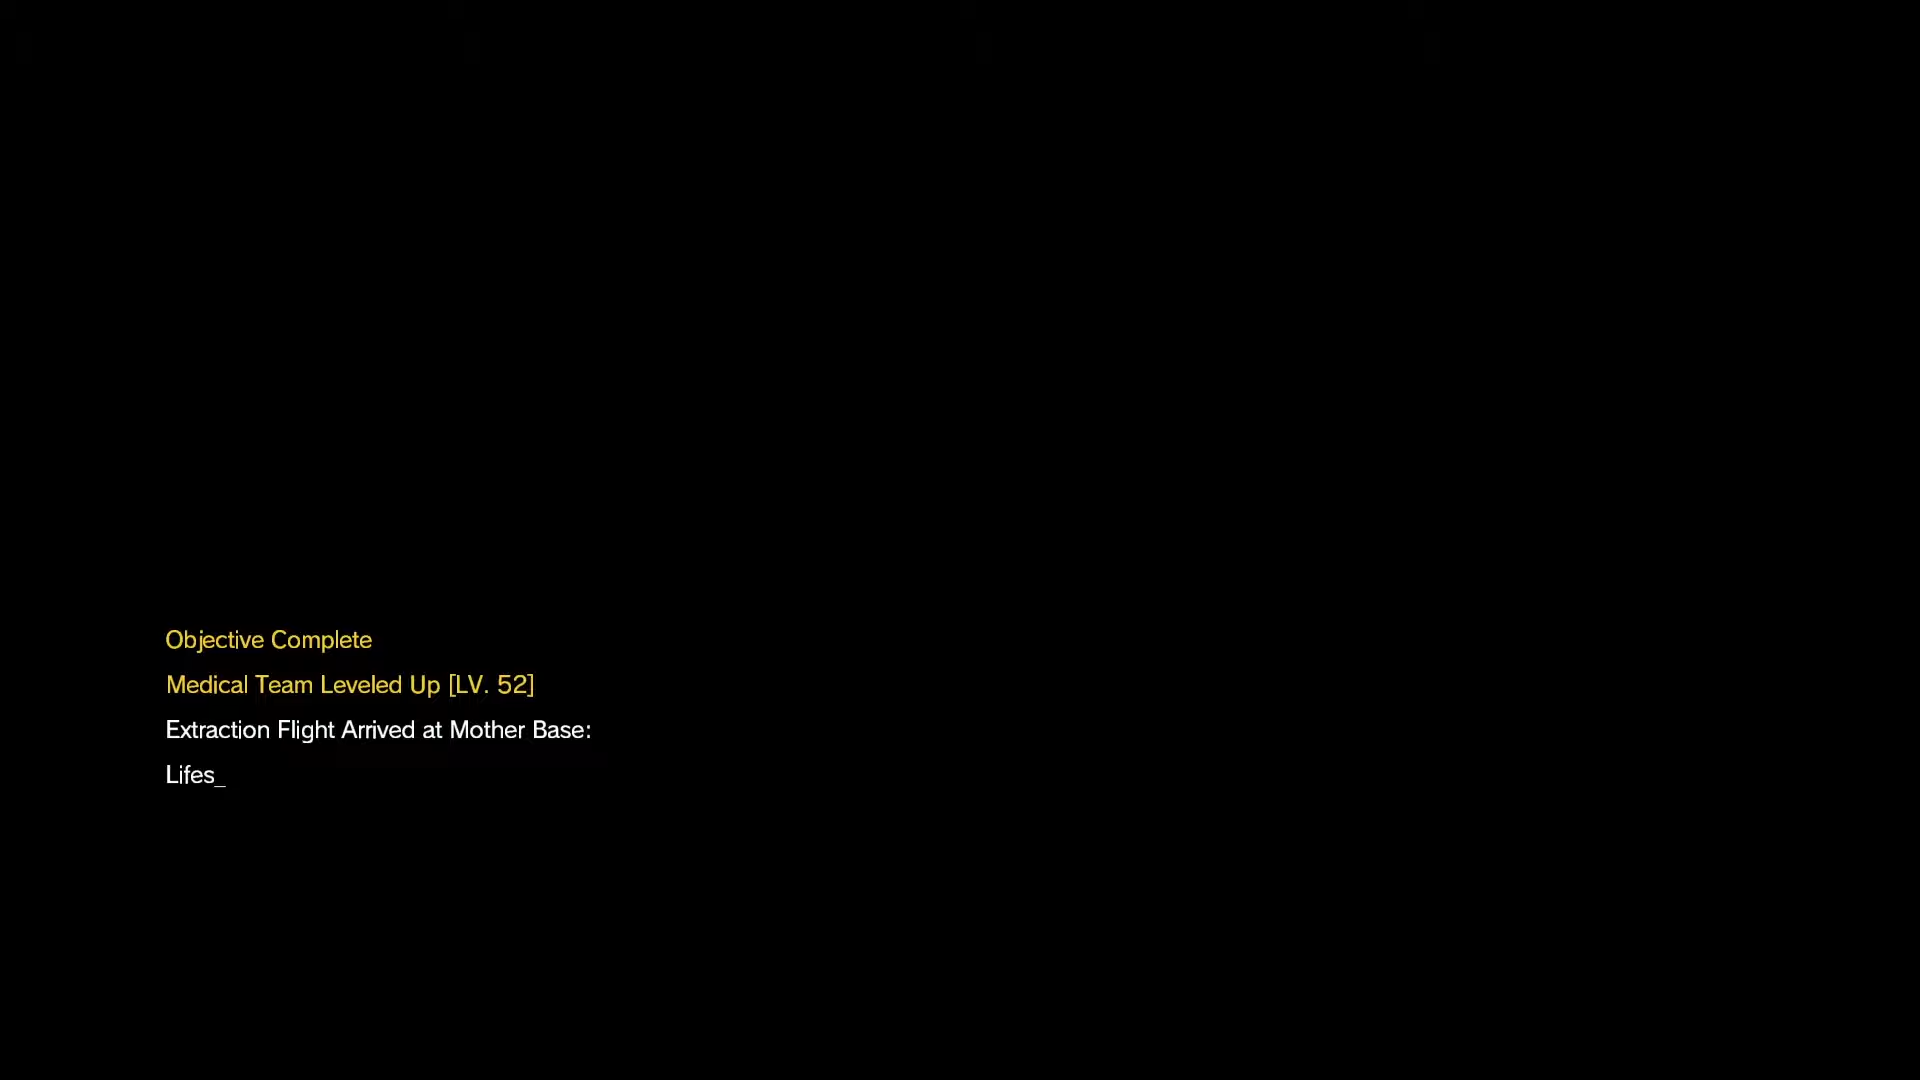 Objective Complete
Medical Team Leveled Up [LV. 52]
Extraction Flight Arrived at Mother Base:
Lifes_